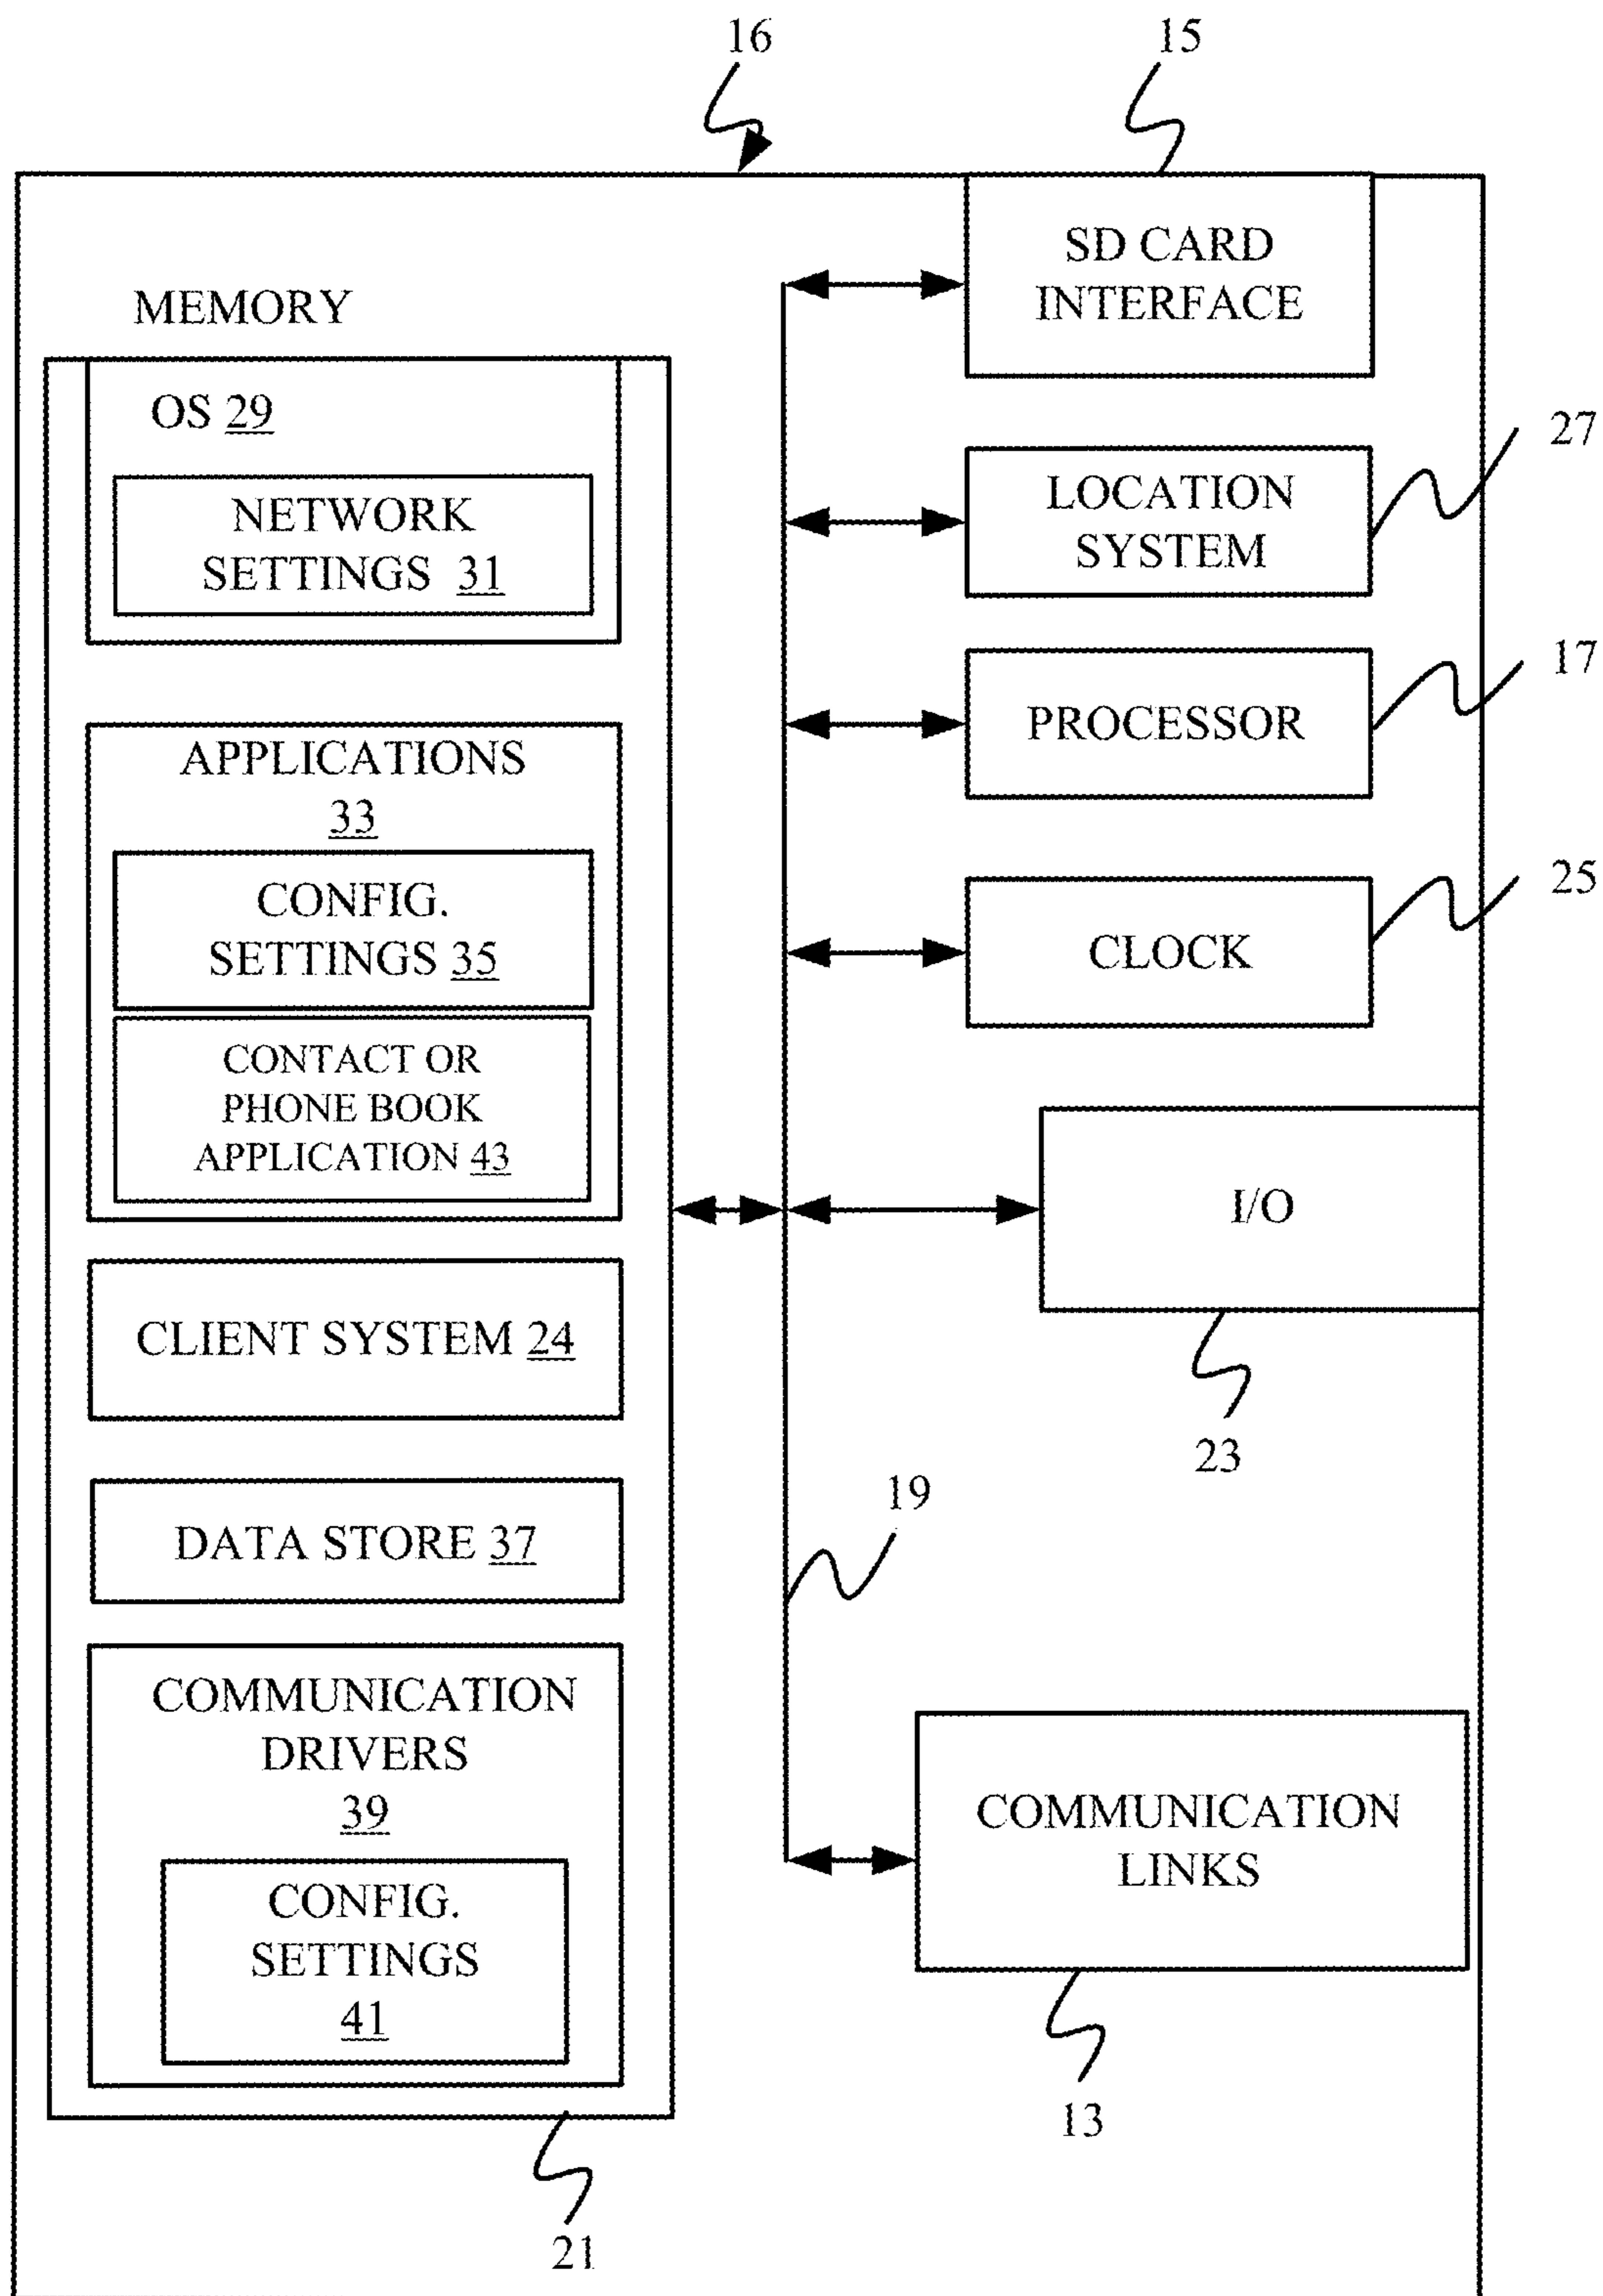 16
15
MEMORY
OS 29
NETWORK
SETTINGS 31
APPLICATIONS
33
CONFIG.
SETTINGS 35
CONTACT OR
PHONE BOOK
APPLICATION 43
CLIENT SYSTEM 24
DATA STORE 37
COMMUNICATION
DRIVERS
39
CONFIG.
SETTINGS
41
21
SD CARD
INTERFACE
LOCATION
SYSTEM
27
PROCESSOR
17
CLOCK
25
I/O
23
19
COMMUNICATION
LINKS
13